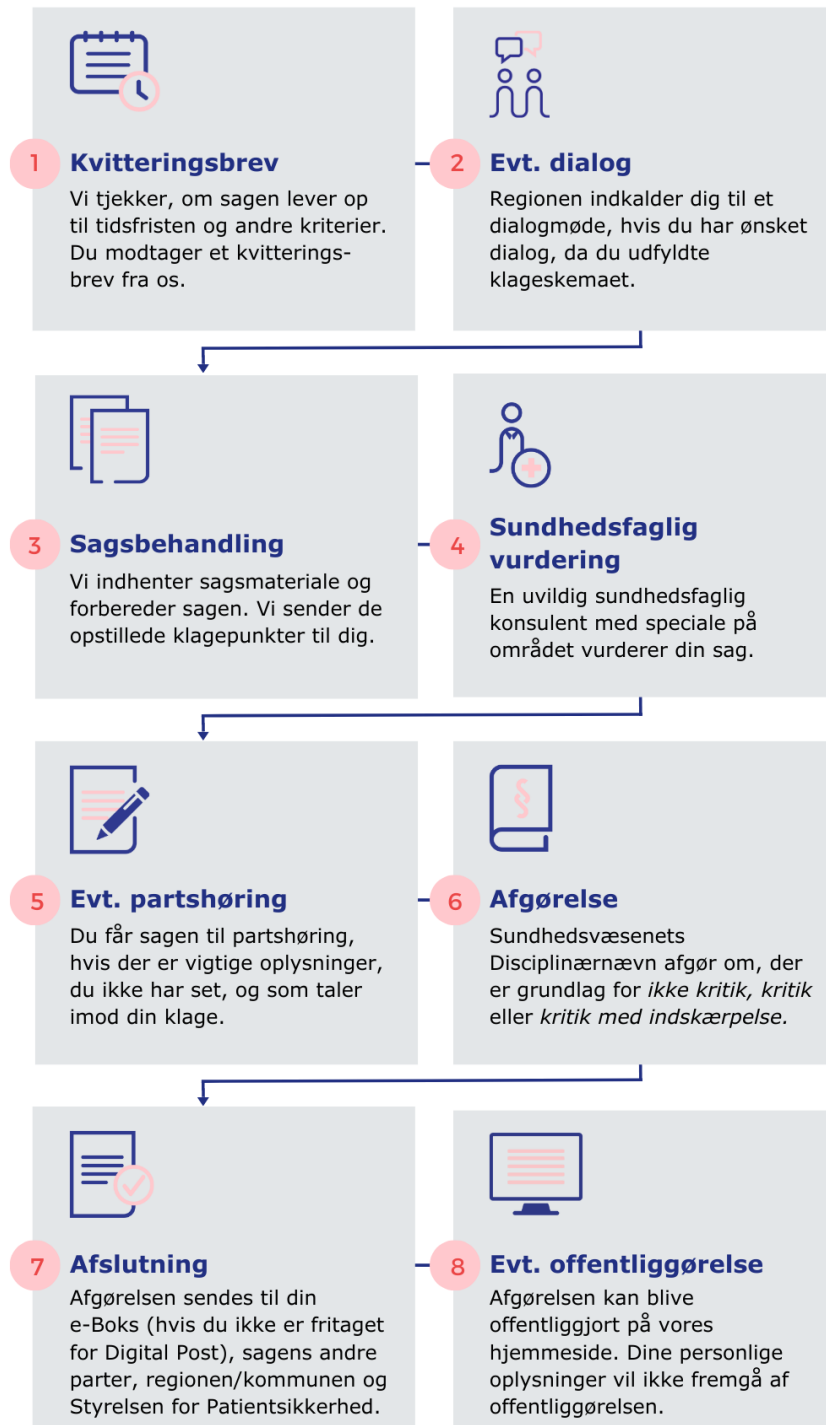 1
Kvitteringsbrev
Vi tjekker, om sagen lever op
til tidsfristen og andre kriterier.
Du modtager et kvitterings-
brev fra os.
2
Evt. dialog
Regionen indkalder dig til et
dialogmøde, hvis du har ønsket
dialog, da du udfyldte
klageskemaet.
3
Sagsbehandling
Vi indhenter sagsmateriale og
forbereder sagen. Vi sender de
opstillede klagepunkter til dig.
4
Sundhedsfaglig
vurdering
En uvildig sundhedsfaglig
konsulent med speciale på
området vurderer din sag.
5
Evt. partshøring
Du får sagen til partshøring,
hvis der er vigtige oplysninger,
du ikke har set, og som taler
imod din klage.
§
6
Afgørelse
Sundhedsvæsenets
Disciplinærnævn afgør om, der
er grundlag for ikke kritik, kritik
eller kritik med indskærpelse.
7
Afslutning
Afgørelsen sendes til din
e-Boks (hvis du ikke er fritaget
for Digital Post), sagens andre
parter, regionen/kommunen og
Styrelsen for Patientsikkerhed.
8
Evt. offentliggørelse
Afgørelsen kan blive
offentliggjort på vores
hjemmeside. Dine personlige
oplysninger vil ikke fremgå af
offentliggørelsen.